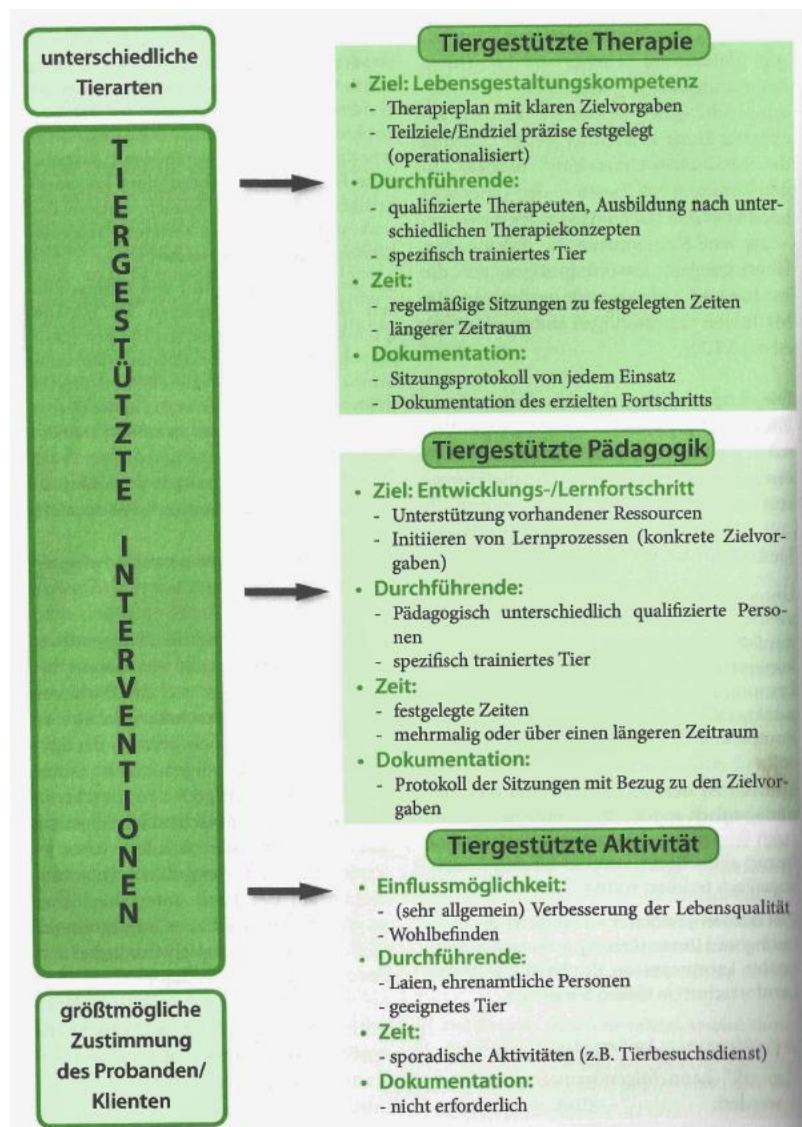 unterschiedliche
Tierarten
TIERGESTÜTZTE INTERVENTIONEN
größtmögliche
Zustimmung
des Probanden/
Klienten
Tiergestützte Therapie
• Ziel: Lebensgestaltungskompetenz
- Therapieplan mit klaren Zielvorgaben
- Teilziele/Endziel präzise festgelegt
(operationalisiert)
• Durchführende:
- qualifizierte Therapeuten, Ausbildung nach unter-
schiedlichen Therapiekonzepten
- spezifisch trainiertes Tier
• Zeit:
- regelmäßige Sitzungen zu festgelegten Zeiten
- längerer Zeitraum
• Dokumentation:
- Sitzungsprotokoll von jedem Einsatz
- Dokumentation des erzielten Fortschritts
Tiergestützte Pädagogik
• Ziel: Entwicklungs-/Lernfortschritt
- Unterstützung vorhandener Ressourcen
- Initiieren von Lernprozessen (konkrete Zielvor-
gaben)
• Durchführende:
- Pädagogisch unterschiedlich qualifizierte Perso-
nen
- spezifisch trainiertes Tier
• Zeit:
- festgelegte Zeiten
- mehrmalig oder über einen längeren Zeitraum
• Dokumentation:
- Protokoll der Sitzungen mit Bezug zu den Zielvor-
gaben
Tiergestützte Aktivität
• Einflussmöglichkeit:
- (sehr allgemein) Verbesserung der Lebensqualität
- Wohlbefinden
• Durchführende:
- Laien, ehrenamtliche Personen
- geeignetes Tier
• Zeit:
- sporadische Aktivitäten (z.B. Tierbesuchsdienst)
• Dokumentation:
- nicht erforderlich